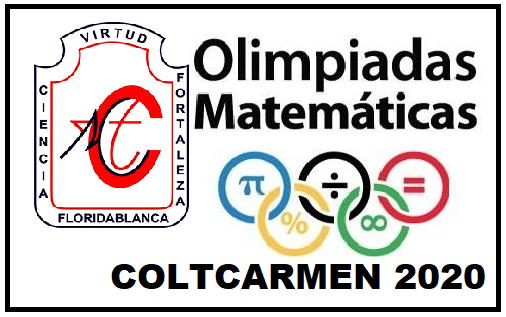 VIRTUD
CIENCIA
FORTALEZA
FLORIDABLANCA
Olimpiadas
Matemáticas
π ÷ =
% ∞
COLTCARMEN 2020